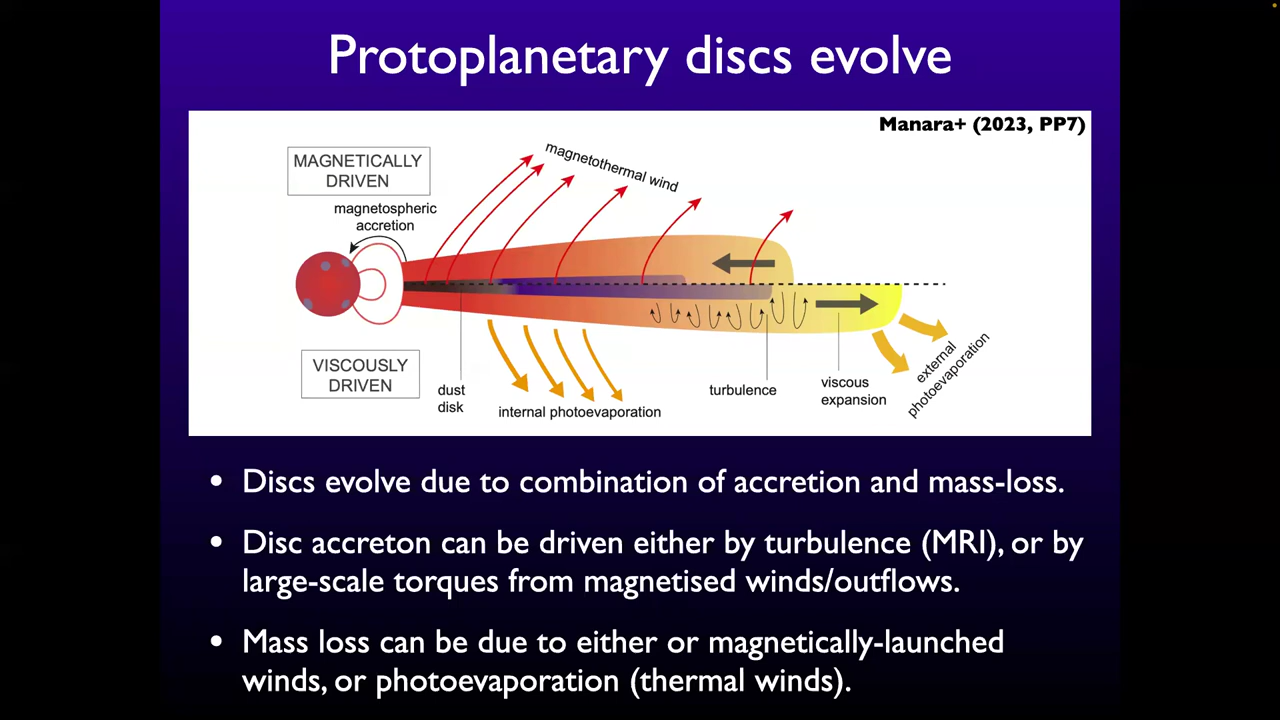 Protoplanetary discs evolve
Manara+ (2023, PP7)
MAGNETICALLY
DRIVEN
magnetothermal wind
magnetospheric
accretion
VISCOUSLY
DRIVEN
dust
disk
internal photoevaporation
turbulence
viscous
expansion
external
photoevaporation
• Discs evolve due to combination of accretion and mass-loss.
• Disc accreton can be driven either by turbulence (MRI), or by
large-scale torques from magnetised winds/outflows.
• Mass loss can be due to either or magnetically-launched
winds, or photoevaporation (thermal winds).